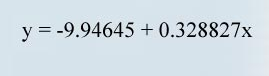 y = -9.94645 + 0.328827x